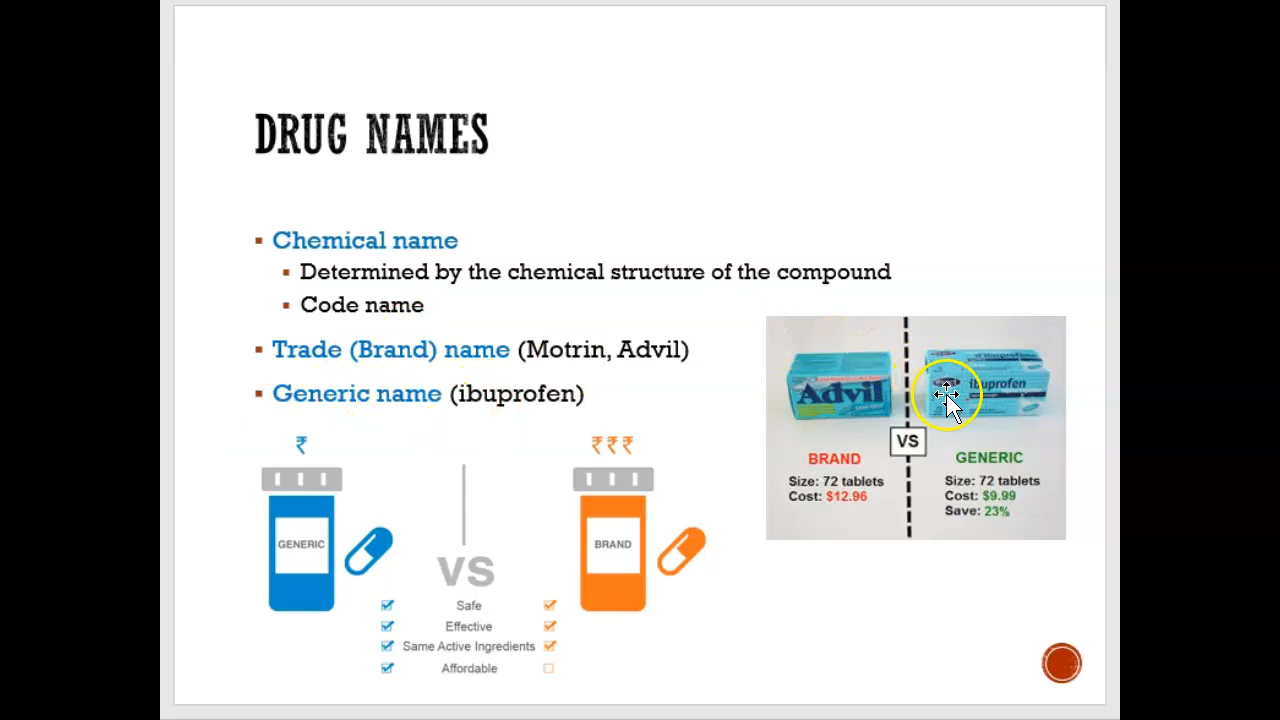 DRUG NAMES
▪ Chemical name
▪ Determined by the chemical structure of the compound
▪ Code name
▪ Trade (Brand) name (Motrin, Advil)
▪ Generic name (ibuprofen)
₹
₹₹₹
GENERIC
VS
BRAND
Safe
Effective
Same Active Ingredients
Affordable
Advil
ibuprofen
VS
BRAND
Size: 72 tablets
Cost: $12.96
GENERIC
Size: 72 tablets
Cost: $9.99
Save: 23%